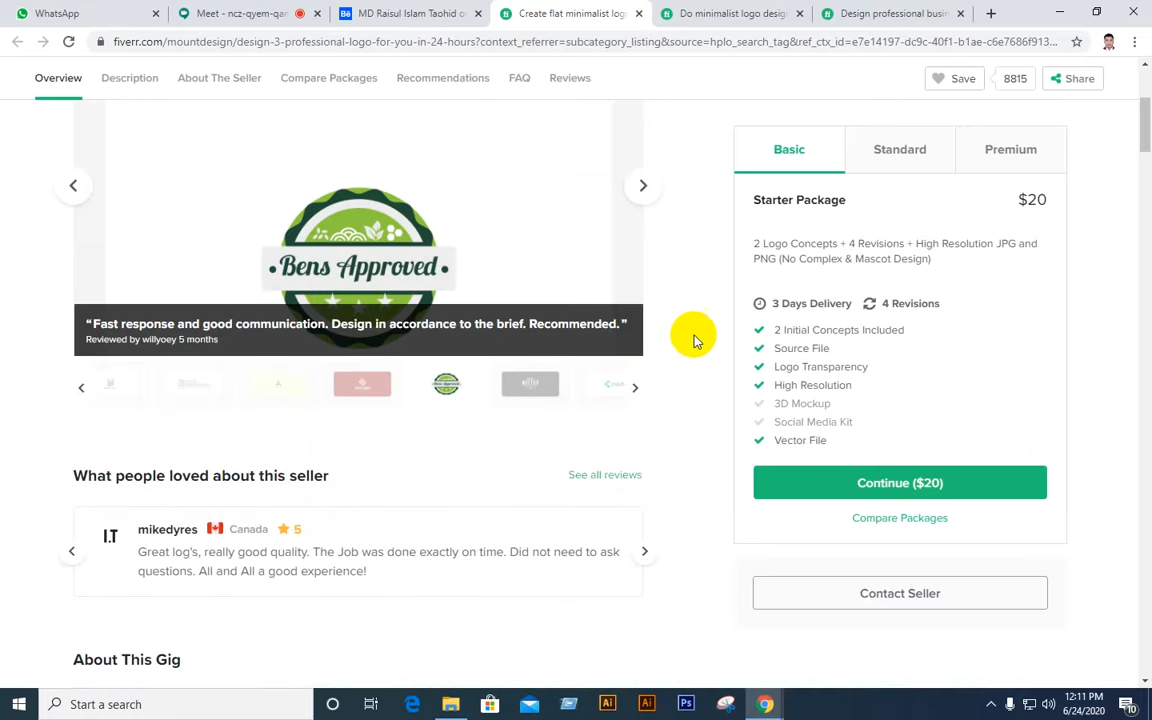 WhatsApp
Meet - ncz-qyem-qan
MD Raisul Islam Taohid o
Create flat minimalist log
Do minimalist logo design
Design professional busin
fiverr.com/mountdesign/design-3-professional-logo-for-you-in-24-hours?context_referrer=subcategory_listing&source=hplo_search_tag&ref_ctx_id=e7e14197-dc9c-40f1-b1ae-c6e7686f913...
Overview
Description
About The Seller
Compare Packages
Recommendations
FAQ
Reviews
Save
8815
Share
Bens Approved
“Fast response and good communication. Design in accordance to the brief. Recommended.”
Reviewed by willyoey 5 months
Basic
Standard
Premium
Starter Package
$20
2 Logo Concepts + 4 Revisions + High Resolution JPG and
PNG (No Complex & Mascot Design)
3 Days Delivery
4 Revisions
2 Initial Concepts Included
Source File
Logo Transparency
High Resolution
3D Mockup
Social Media Kit
Vector File
Continue ($20)
Compare Packages
Contact Seller
What people loved about this seller
See all reviews
I.T
mikedyres
Canada
5
Great log's, really good quality. The Job was done exactly on time. Did not need to ask
questions. All and All a good experience!
About This Gig
Start a search
Ai
Ai
Ps
12:11 PM
6/24/2020
10